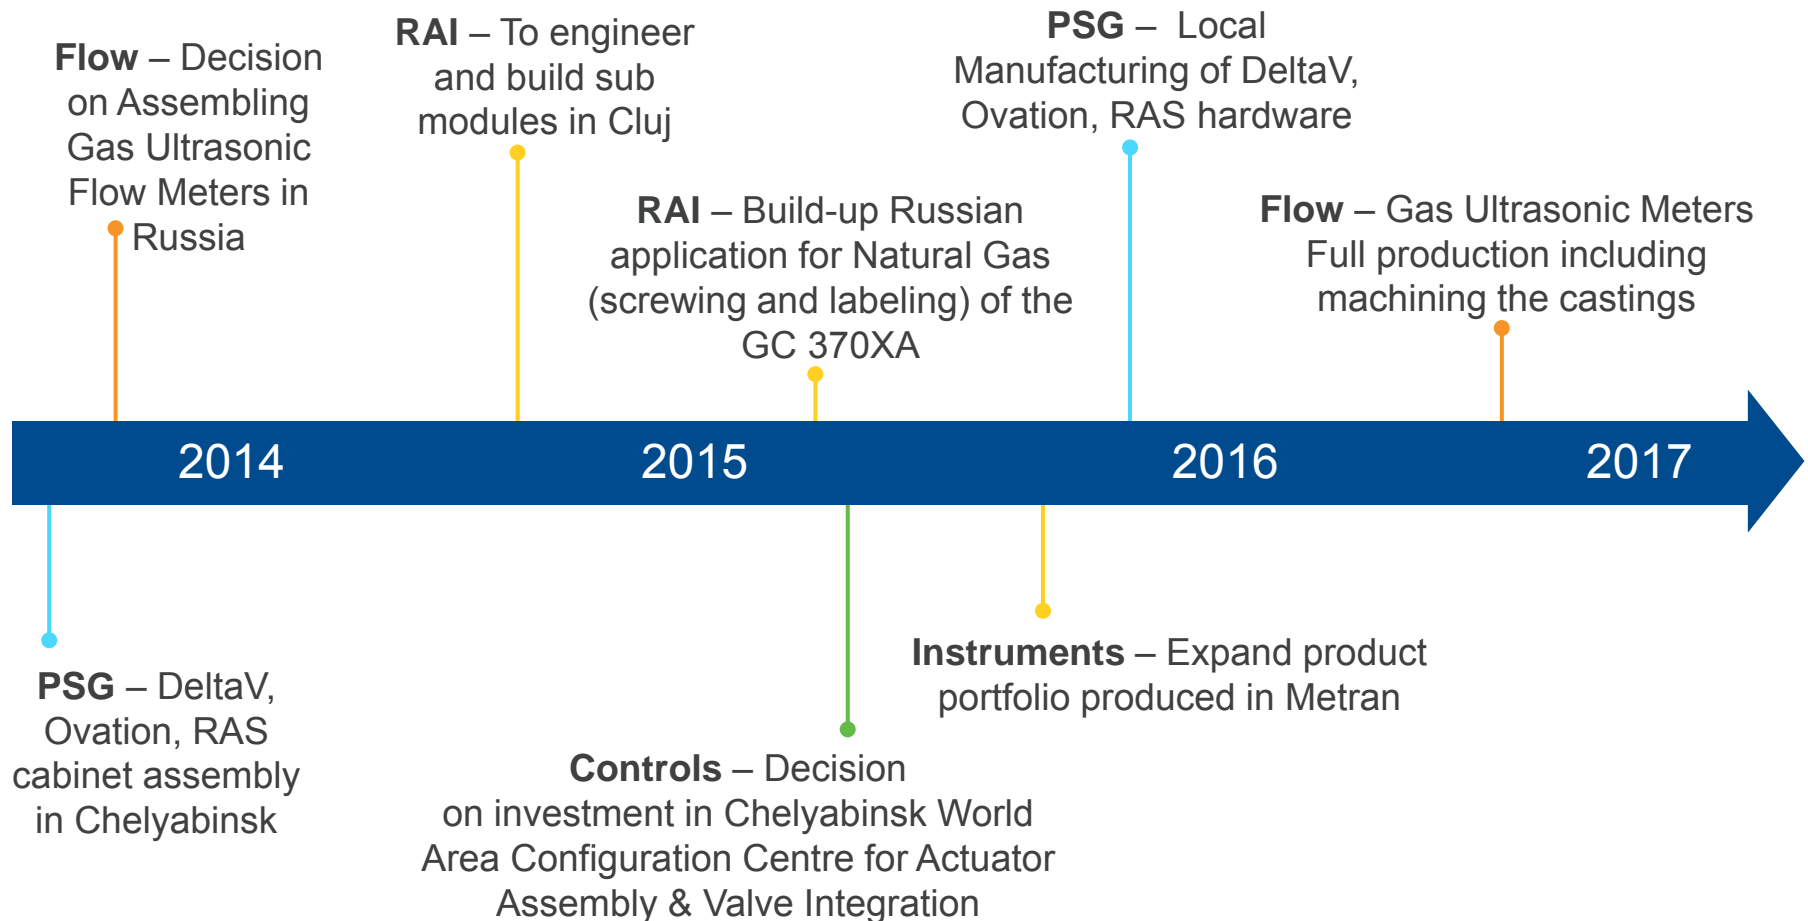 Flow – Decision
on Assembling
Gas Ultrasonic
Flow Meters in
Russia
RAI – To engineer
and build sub
modules in Cluj
RAI – Build-up Russian
application for Natural Gas
(screwing and labeling) of the
GC 370XA
PSG – Local
Manufacturing of DeltaV,
Ovation, RAS hardware
Flow – Gas Ultrasonic Meters
Full production including
machining the castings
2014
2015
2016
2017
PSG – DeltaV,
Ovation, RAS
cabinet assembly
in Chelyabinsk
Controls – Decision
on investment in Chelyabinsk World
Area Configuration Centre for Actuator
Assembly & Valve Integration
Instruments – Expand product
portfolio produced in Metran